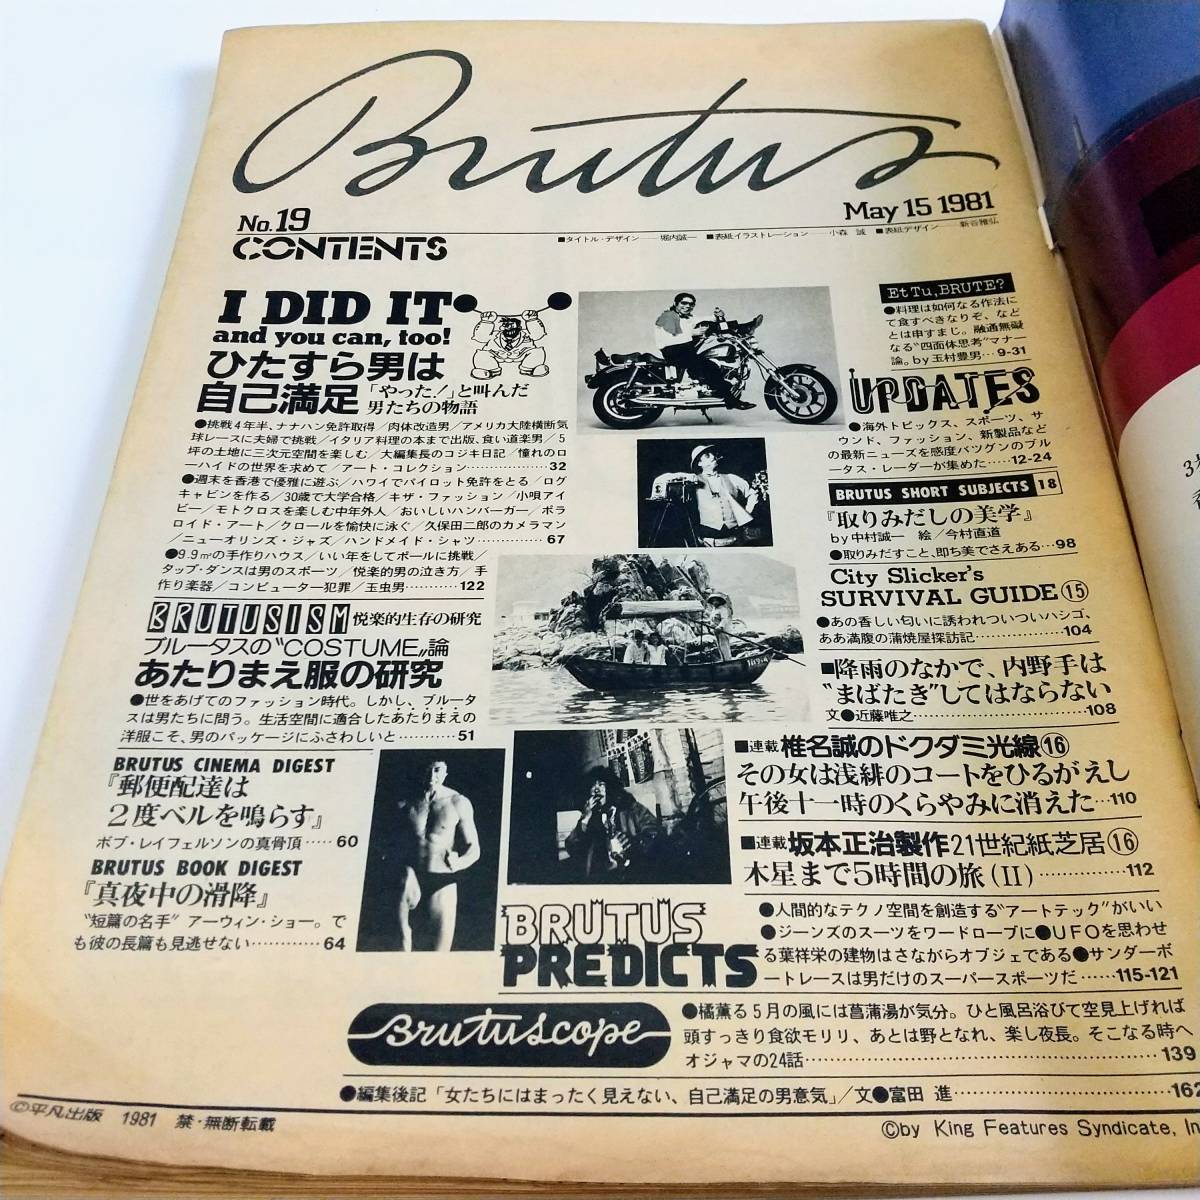 Brutus
No.19
May 15 1981
CONTENTS
■タイトル・デザイン——堀内誠一 ■表紙イラストレーション——小森 誠 ■表紙デザイン——新谷雅弘
I DID IT
and you can, too!
ひたすら男は
自己満足
「やった!」と叫んだ
男たちの物語
●挑戦4年半、ナナハン免許取得/肉体改造男/アメリカ大陸横断気
球レースに夫婦で挑戦/イタリア料理の本まで出版、食い道楽男/5
坪の土地に三次元空間を楽しむ/大編集長のコジキ日記/憧れのロ
ーハイドの世界を求めて/アート・コレクション…………………32
●週末を香港で優雅に遊ぶ/ハワイでパイロット免許をとる/ログ
キャビンを作る/30歳で大学合格/キザ・ファッション/小唄アイ
ビー/モトクロスを楽しむ中年外人/おいしいハンバーガー/ポラ
ロイド・アート/クロールを愉快に泳ぐ/久保田二郎のカメラマン
/ニューオリンズ・ジャズ/ハンドメイド・シャツ………………67
●9.9㎡の手作りハウス/いい年をしてポールに挑戦/
タップ・ダンスは男のスポーツ/悦楽的男の泣き方/手
作り楽器/コンピューター犯罪/玉虫男…………122
BRUTUSISM 悦楽的生存の研究
ブルータスの“COSTUME„論
あたりまえ服の研究
●世をあげてのファッション時代。しかし、ブルータ
スは男たちに問う。生活空間に適合したあたりまえの
洋服こそ、男のパッケージにふさわしいと…………51
BRUTUS CINEMA DIGEST
『郵便配達は
2度ベルを鳴らす』
ボブ・レイフェルソンの真骨頂……60
BRUTUS BOOK DIGEST
『真夜中の滑降』
“短篇の名手”アーウィン・ショー。で
も彼の長篇も見逃せない…………64
18194
Et Tu, BRUTE?
●料理は如何なる作法に
て食すべきなりぞ、など
とは申すまじ。融通無礙
なる“四面体思考”マナー
論。by玉村豊男…9-31
UPDATES
●海外トピックス、スポーツ、サ
ウンド、ファッション、新製品など
の最新ニュースを感度バツグンのブル
ータス・レーダーが集めた……12-24
BRUTUS SHORT SUBJECTS 18
『取りみだしの美学』
by中村誠一 絵/今村直道
●取りみだすこと、即ち美でさえある…98
City Slicker's
SURVIVAL GUIDE ⑮
●あの香しい匂いに誘われついついハシゴ、
ああ満腹の蒲焼屋探訪記………………104
■降雨のなかで、内野手は
“まばたき”してはならない
文●近藤唯之………………………108
■連載 椎名誠のドクダミ光線⑯
その女は浅緋のコートをひるがえし
午後十一時のくらやみに消えた…110
■連載 坂本正治製作21世紀紙芝居⑯
木星まで5時間の旅(II)……………112
BRUTUS
PREDICTS
●人間的なテクノ空間を創造する“アートテック”がいい
●ジーンズのスーツをワードローブに●UFOを思わせ
る葉祥栄の建物はさながらオブジェである●サンダーボ
ートレースは男だけのスーパースポーツだ……115-121
Brutuscope
●橘薫る5月の風には菖蒲湯が気分。ひと風呂浴びて空見上げれば
頭すっきり食欲モリリ、あとは野となれ、楽し夜長。そこなる時へ
オジャマの24話……………………………………………139
●編集後記「女たちにはまったく見えない、自己満足の男意気」/文●富田 進……………………162
©平凡出版 1981 禁・無断転載
©by King Features Syndicate, In